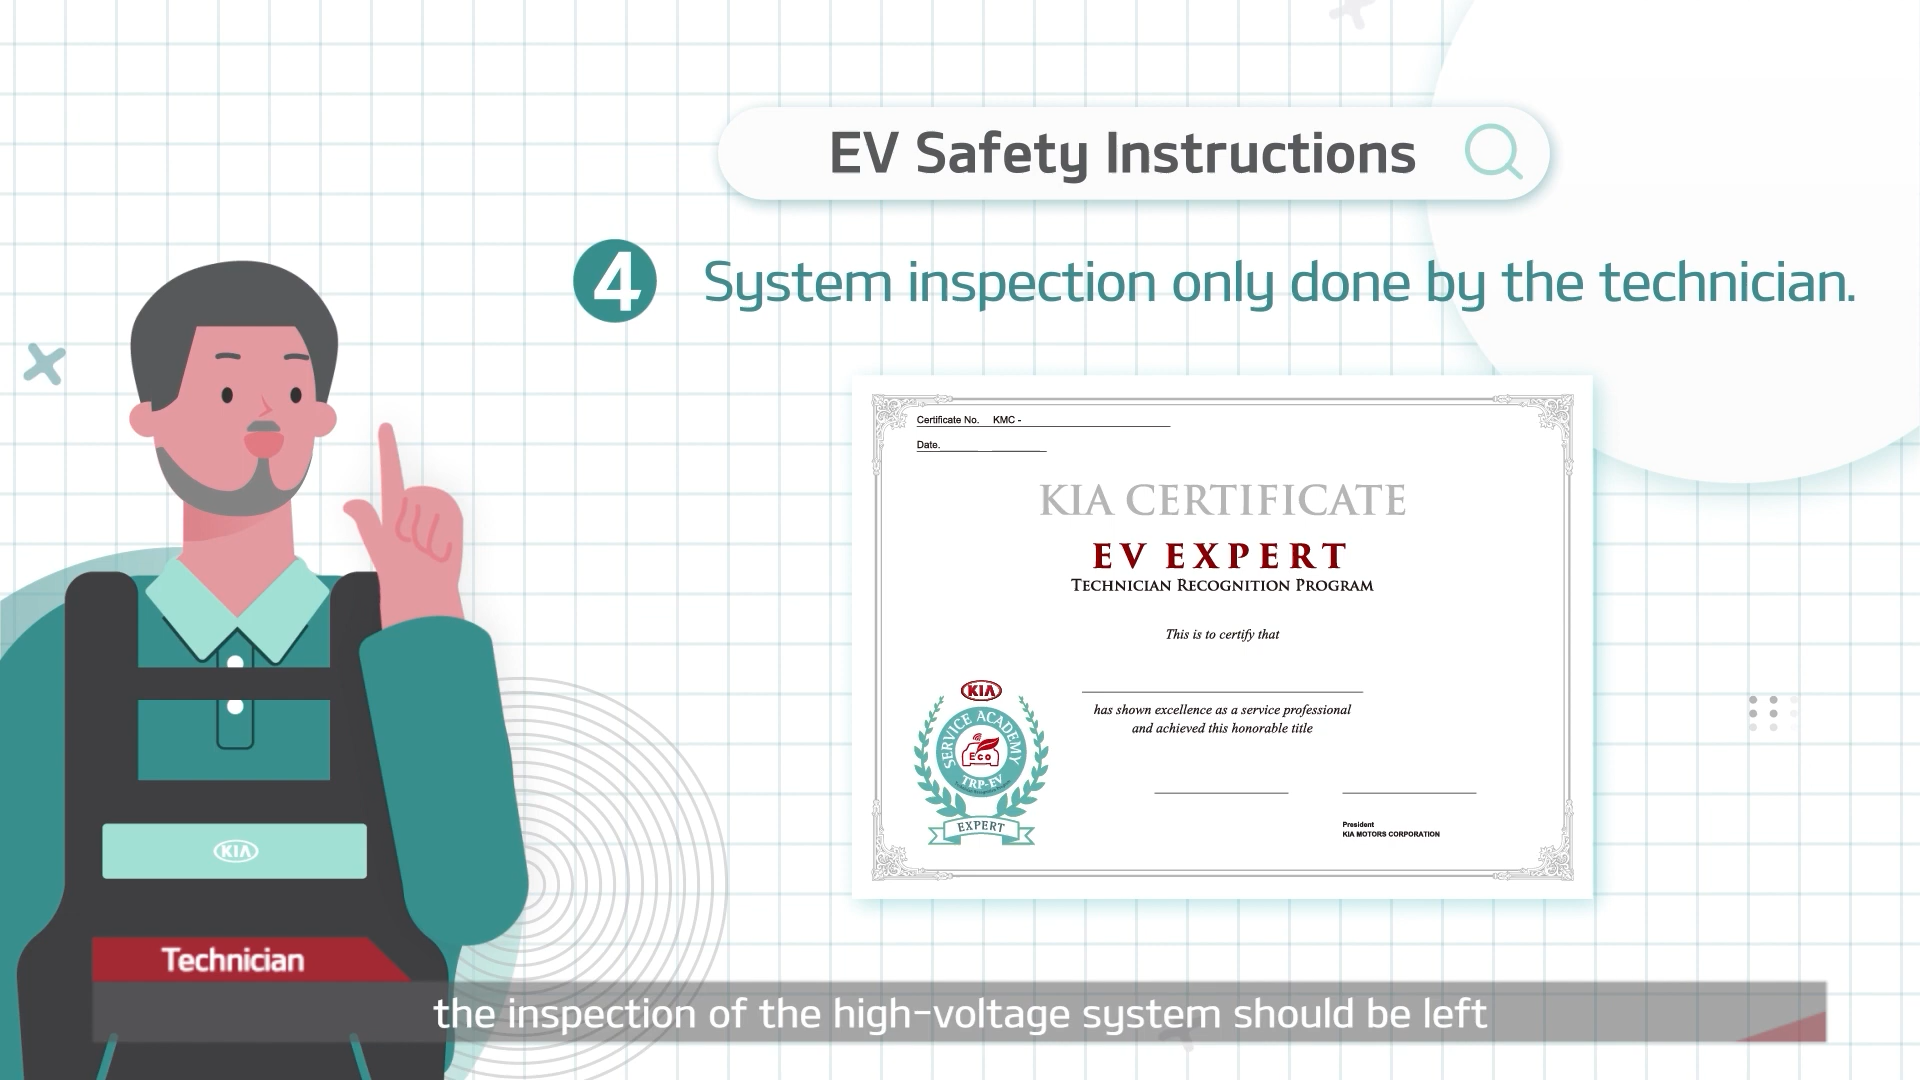 EV Safety Instructions
4 System inspection only done by the technician.
Certificate No. KMC -
Date.
KIA CERTIFICATE
EV EXPERT
TECHNICIAN RECOGNITION PROGRAM
This is to certify that
has shown excellence as a service professional
and achieved this honorable title
KIA
SERVICE ACADEMY
Eco
TRP-EV
EXPERT
President
KIA MOTORS CORPORATION
KIA
Technician
the inspection of the high-voltage system should be left